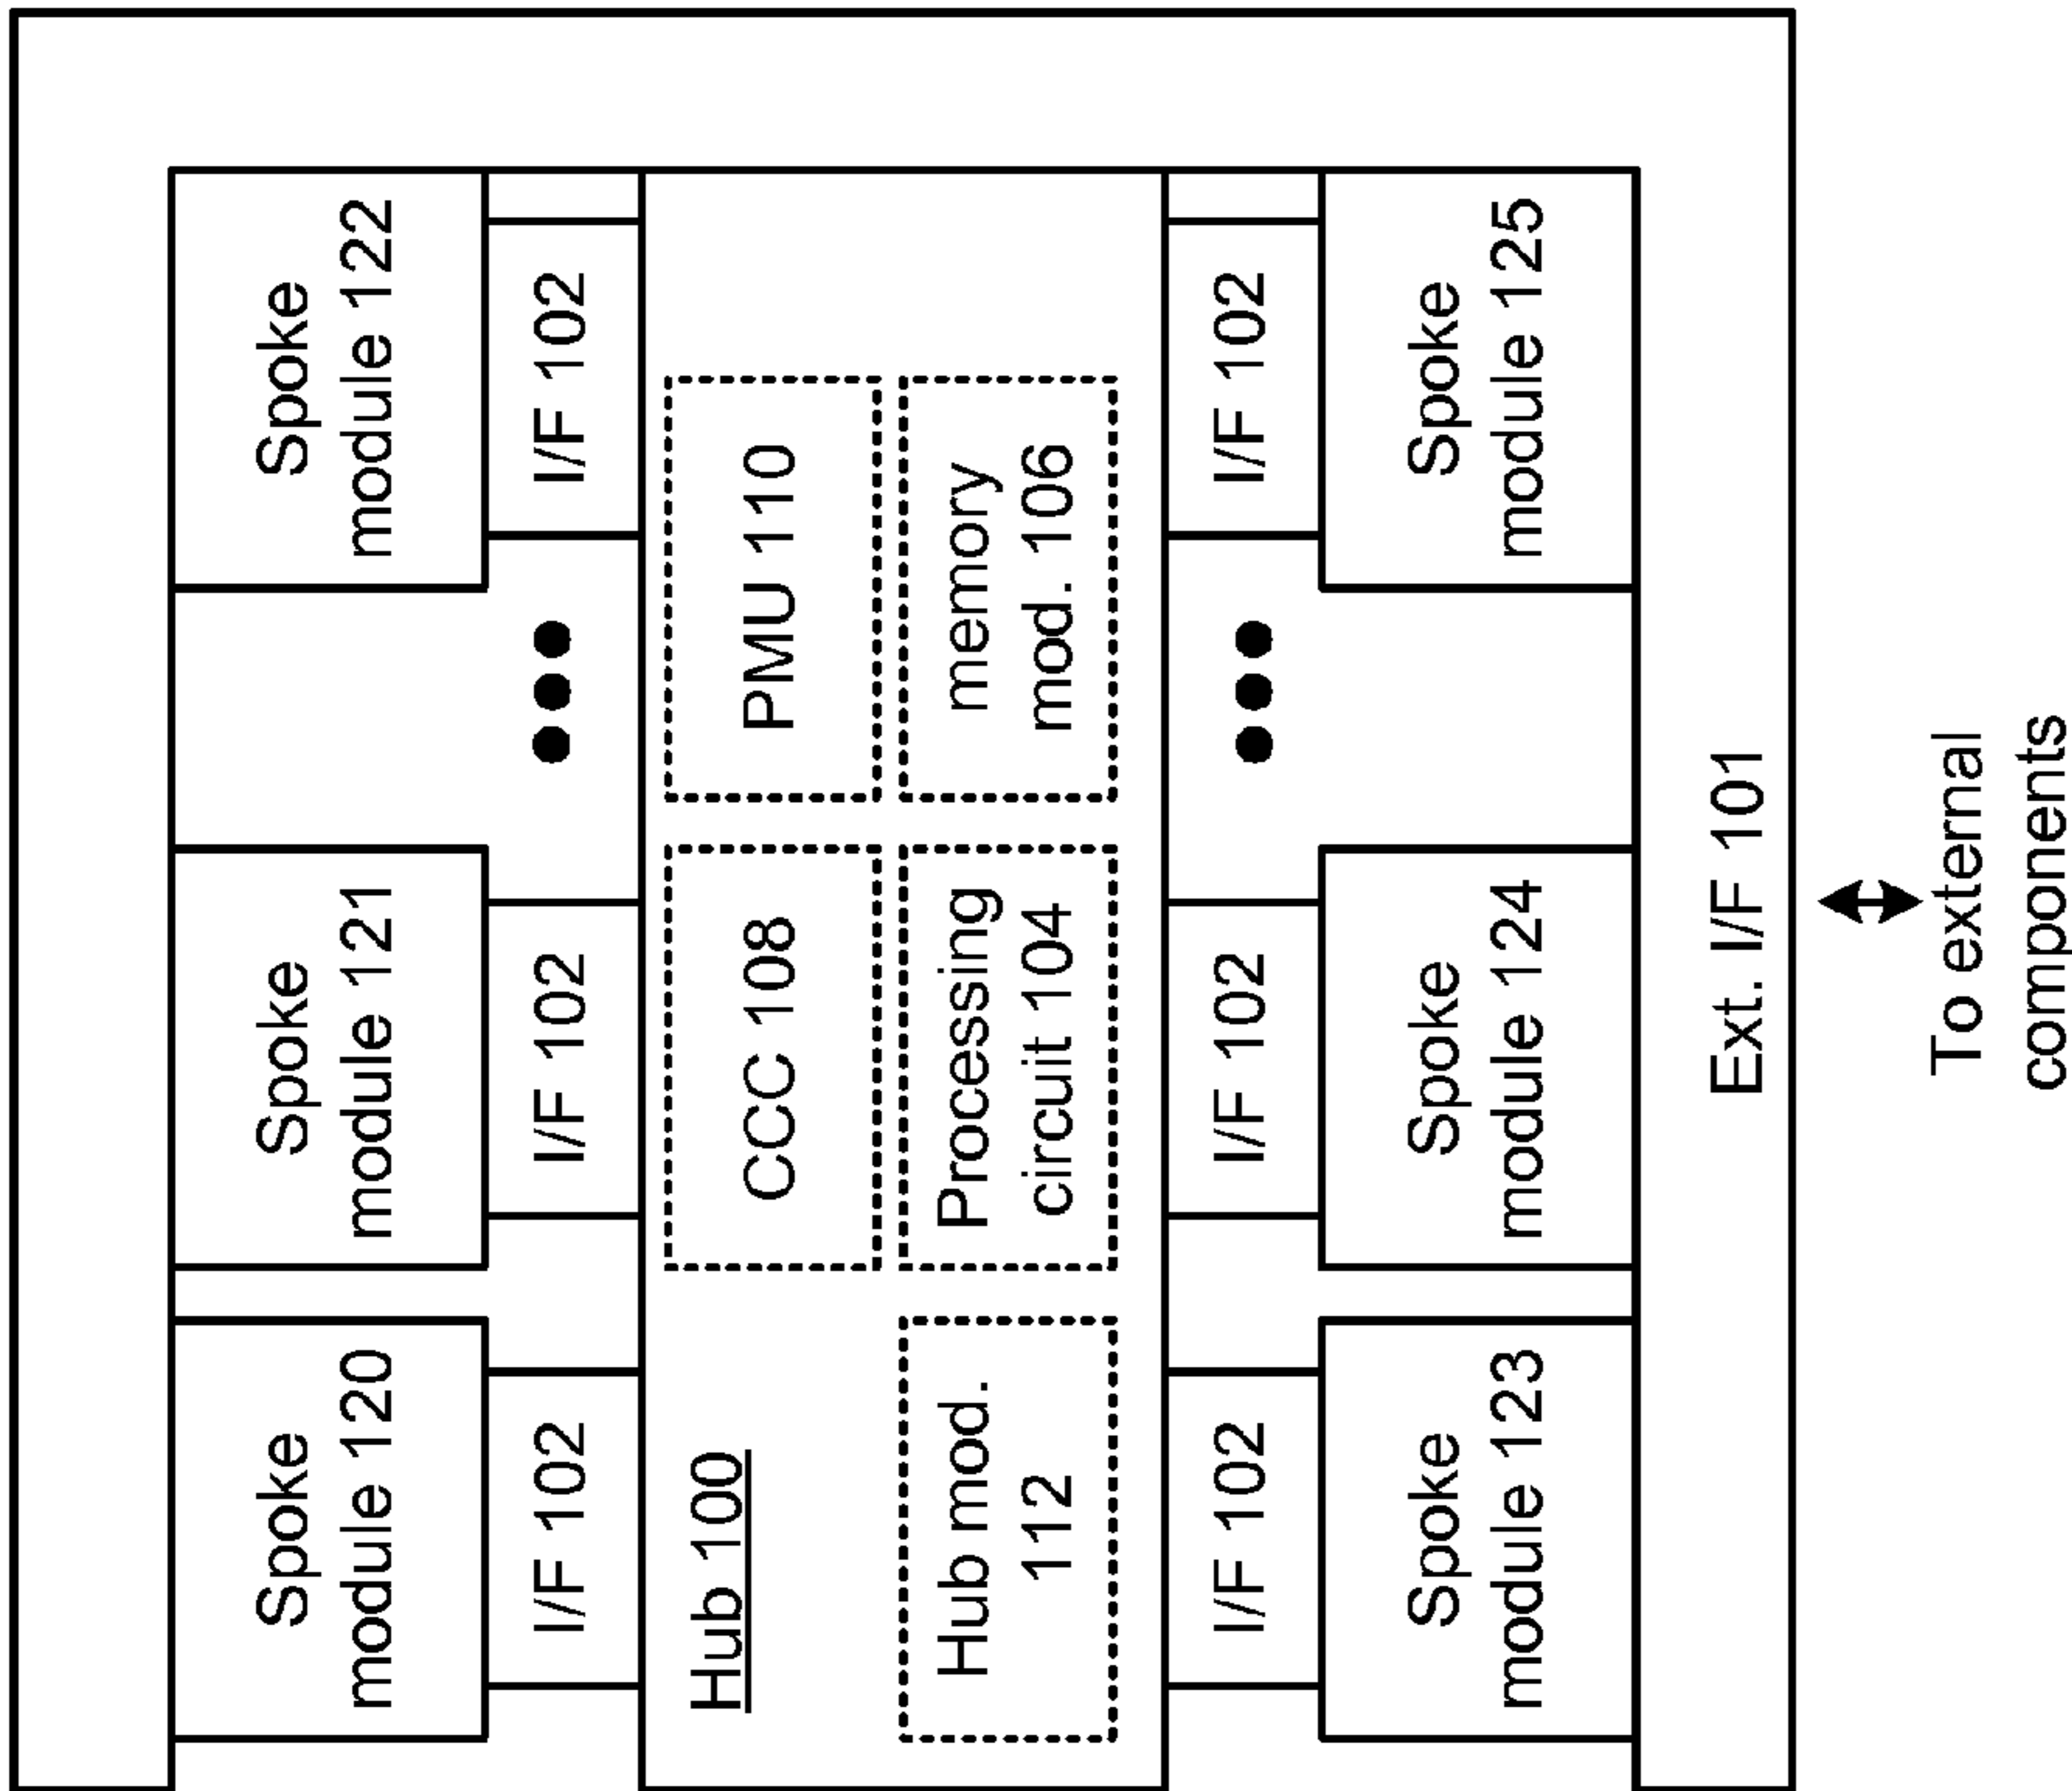 Spoke
module 120
Spoke
module 121
Spoke
module 122
I/F 102
I/F 102
I/F 102
Hub 100
CCC 108
PMU 110
Hub mod.
112
Processing
circuit 104
memory
mod. 106
I/F 102
I/F 102
I/F 102
Spoke
module 123
Spoke
module 124
Spoke
module 125
Ext. I/F 101
To external
components